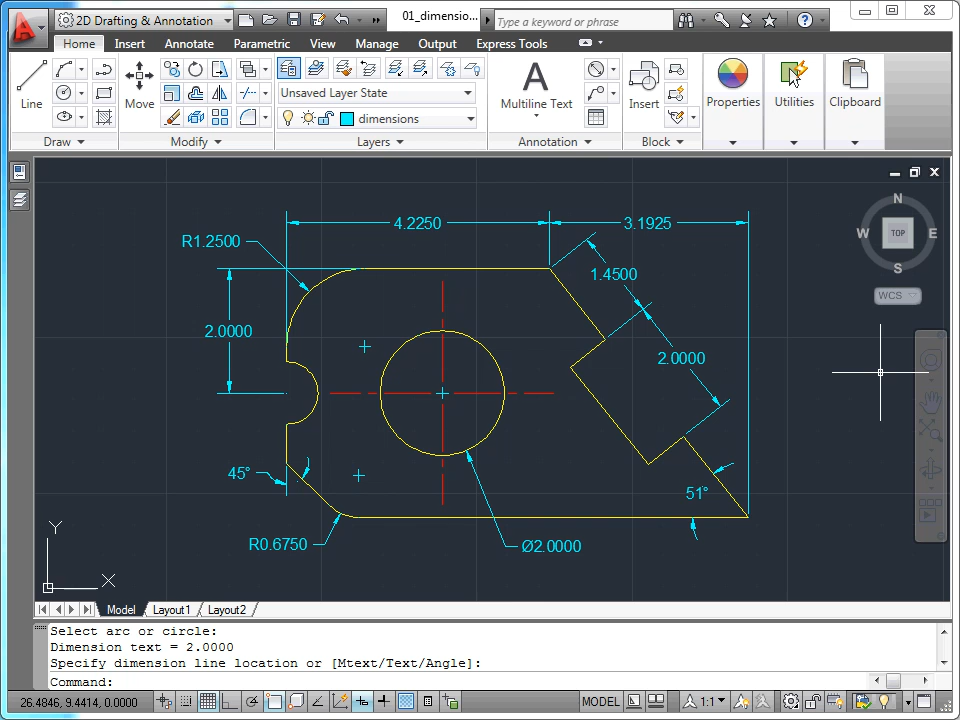 2D Drafting & Annotation
01_dimensio...
Type a keyword or phrase
Home Insert Annotate Parametric View Manage Output Express Tools
Line
Move
Unsaved Layer State
dimensions
Multiline Text
Insert
Properties
Utilities
Clipboard
Draw Modify Layers Annotation Block
N
W TOP E
S
WCS
4.2250 3.1925
R1.2500
1.4500
2.0000
2.0000
45°
51°
R0.6750
Ø2.0000
Y
X
Model Layout1 Layout2
Select arc or circle:
Dimension text = 2.0000
Specify dimension line location or [Mtext/Text/Angle]:
Command:
26.4846, 9.4414, 0.0000 MODEL 1:1